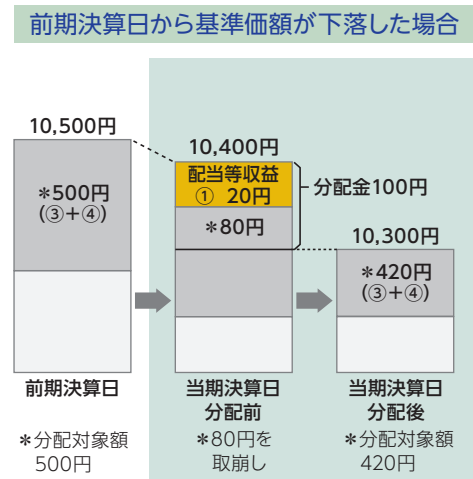 前期決算日から基準価額が下落した場合
10,500円
＊500円
(③+④)
前期決算日
＊分配対象額
500円
10,400円
配当等収益
① 20円
＊80円
分配金100円
当期決算日
分配前
＊80円を
取崩し
10,300円
＊420円
(③+④)
当期決算日
分配後
＊分配対象額
420円